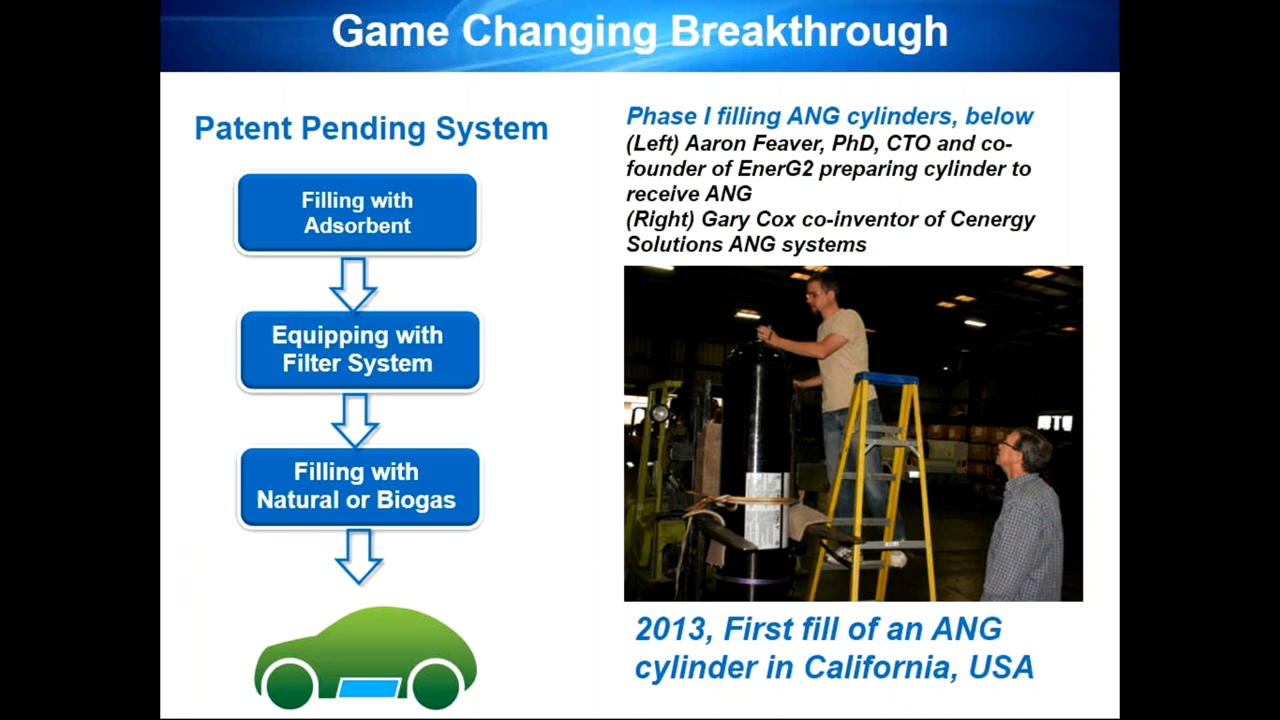 Game Changing Breakthrough
Patent Pending System
Filling with
Adsorbent
Equipping with
Filter System
Filling with
Natural or Biogas
Phase I filling ANG cylinders, below
(Left) Aaron Feaver, PhD, CTO and co-
founder of EnerG2 preparing cylinder to
receive ANG
(Right) Gary Cox co-inventor of Cenergy
Solutions ANG systems
2013, First fill of an ANG
cylinder in California, USA